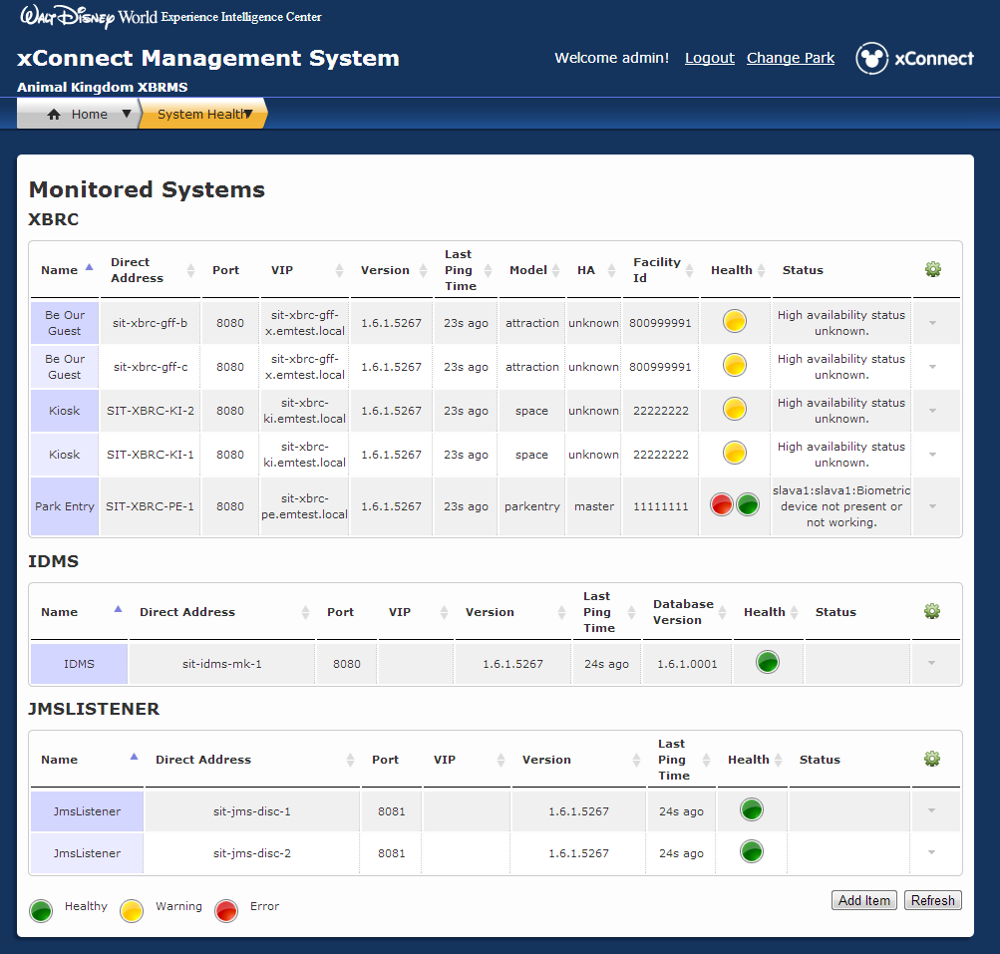 Walt Disney World Experience Intelligence Center
xConnect Management System
Welcome admin! Logout Change Park xConnect
Animal Kingdom XBRMS
Home System Health
Monitored Systems
XBRC
Name Direct Address Port VIP Version Last Ping Time Model HA Facility Id Health Status
Be Our Guest sit-xbrc-gff-b 8080 sit-xbrc-gff-x.emtest.local 1.6.1.5267 23s ago attraction unknown 800999991 High availability status unknown.
Be Our Guest sit-xbrc-gff-c 8080 sit-xbrc-gff-x.emtest.local 1.6.1.5267 23s ago attraction unknown 800999991 High availability status unknown.
Kiosk SIT-XBRC-KI-2 8080 sit-xbrc-ki.emtest.local 1.6.1.5267 23s ago space unknown 22222222 High availability status unknown.
Kiosk SIT-XBRC-KI-1 8080 sit-xbrc-ki.emtest.local 1.6.1.5267 23s ago space unknown 22222222 High availability status unknown.
Park Entry SIT-XBRC-PE-1 8080 sit-xbrc-pe.emtest.local 1.6.1.5267 23s ago parkentry master 11111111 slava1:slava1:Biometric device not present or not working.
IDMS
Name Direct Address Port VIP Version Last Ping Time Database Version Health Status
IDMS sit-idms-mk-1 8080 1.6.1.5267 24s ago 1.6.1.0001
JMSLISTENER
Name Direct Address Port VIP Version Last Ping Time Health Status
JmsListener sit-jms-disc-1 8081 1.6.1.5267 24s ago
JmsListener sit-jms-disc-2 8081 1.6.1.5267 24s ago
Healthy Warning Error Add Item Refresh